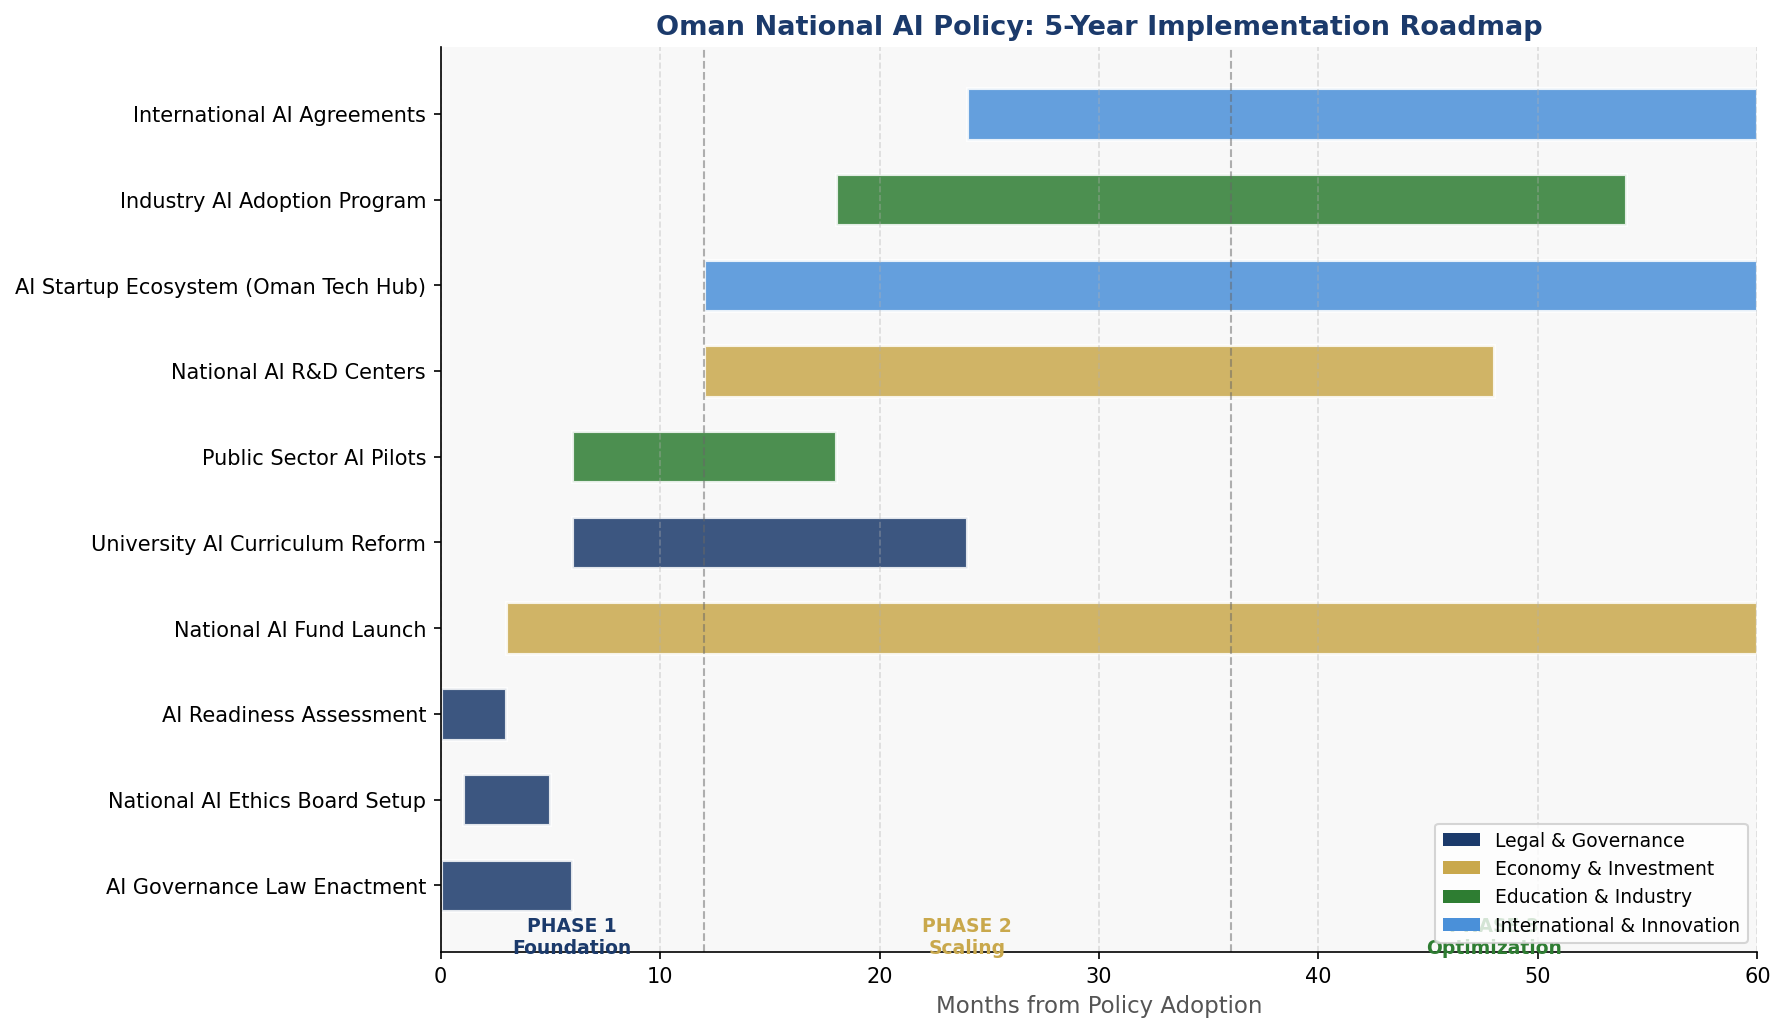 Oman National AI Policy: 5-Year Implementation Roadmap
International AI Agreements
Industry AI Adoption Program
AI Startup Ecosystem (Oman Tech Hub)
National AI R&D Centers
Public Sector AI Pilots
University AI Curriculum Reform
National AI Fund Launch
AI Readiness Assessment
National AI Ethics Board Setup
AI Governance Law Enactment
Legal & Governance
Economy & Investment
Education & Industry
International & Innovation
PHASE 1
Foundation
PHASE 2
Scaling
Optimization
0 10 20 30 40 50 60
Months from Policy Adoption